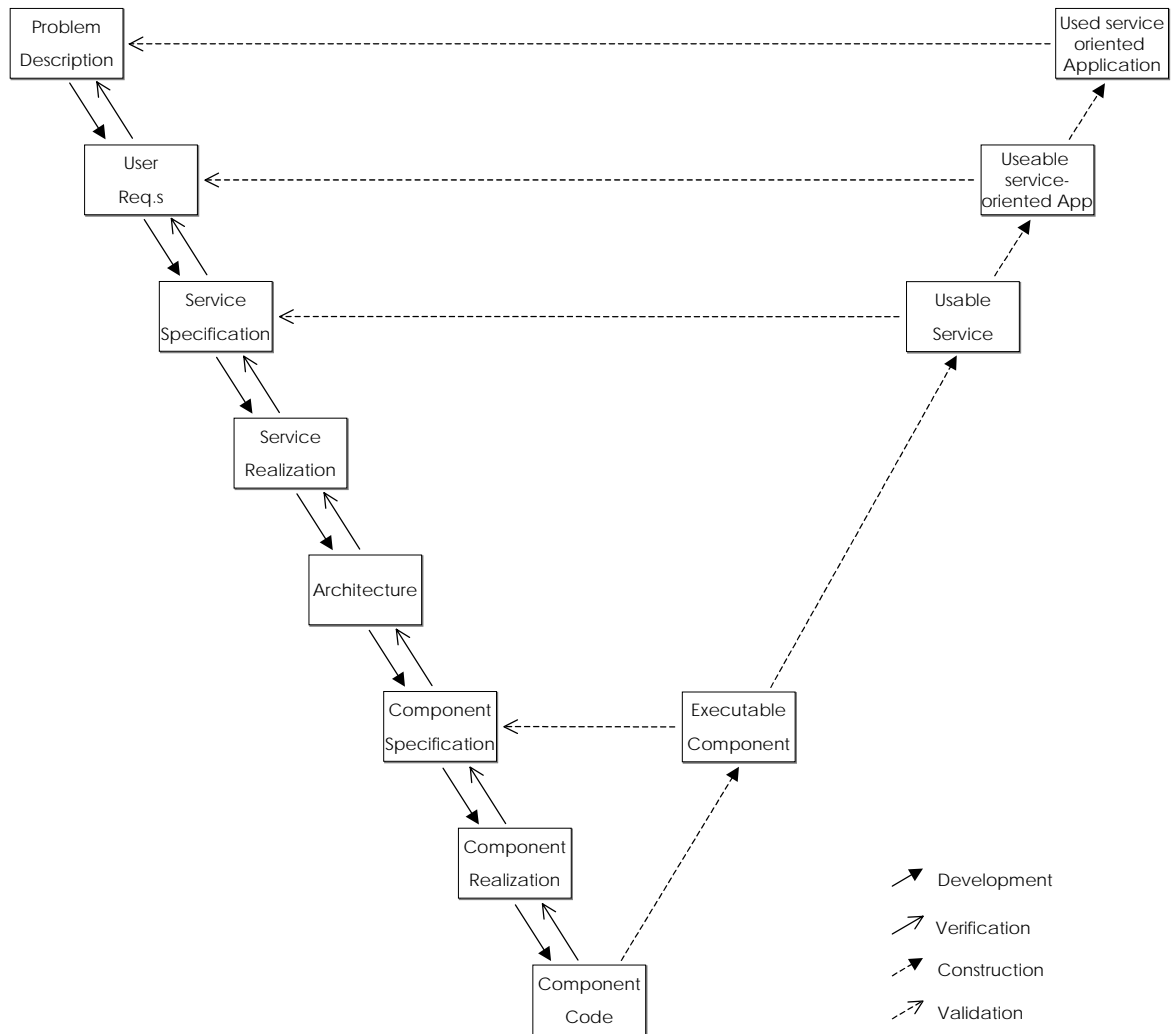 Problem
Description
Used service
oriented
Application
User
Req.s
Useable
service-
oriented App
Service
Specification
Usable
Service
Service
Realization
Architecture
Component
Specification
Executable
Component
Component
Realization
Component
Code
Development
Verification
Construction
Validation